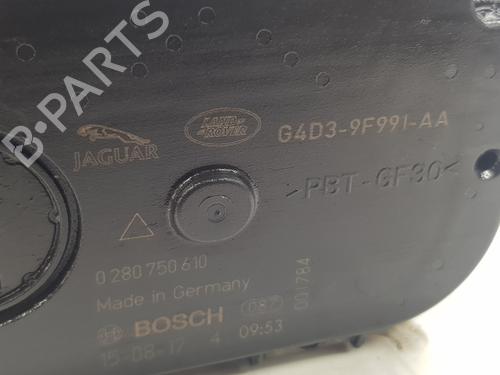 B-PARTS
JAGUAR
LAND ROVER
G4D3-9F991-AA
>PBT-GF30<
0 280 750 610
Made in Germany
087
001784
BOSCH
15-08-17 4 09:53